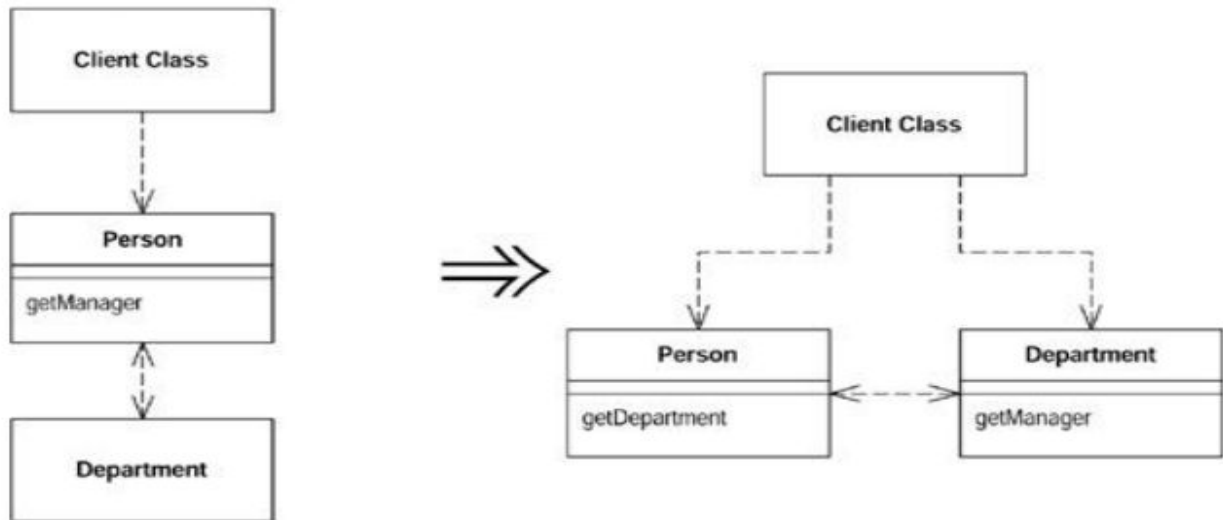 Client Class
Person
getManager
Department
Client Class
Person
getDepartment
Department
getManager